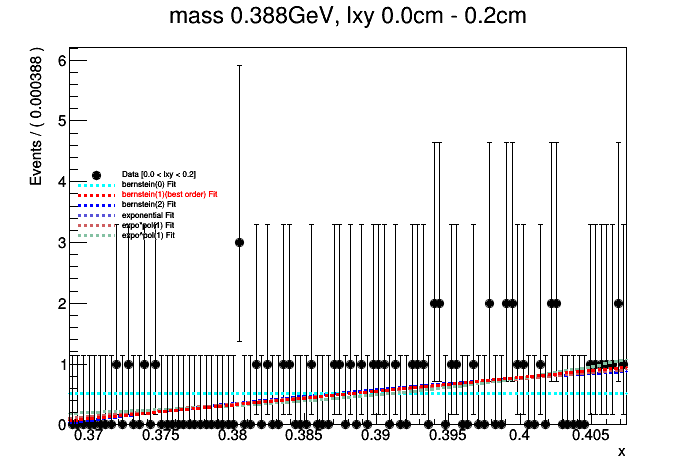 mass 0.388GeV, lxy 0.0cm - 0.2cm
Events / ( 0.000388 )
6
5
4
3
2
1
0
Data [0.0 < lxy < 0.2]
bernstein(0) Fit
bernstein(1)(best order) Fit
bernstein(2) Fit
exponential Fit
expo*pol(1) Fit
expo*pol(1) Fit
0.37 0.375 0.38 0.385 0.39 0.395 0.4 0.405
x